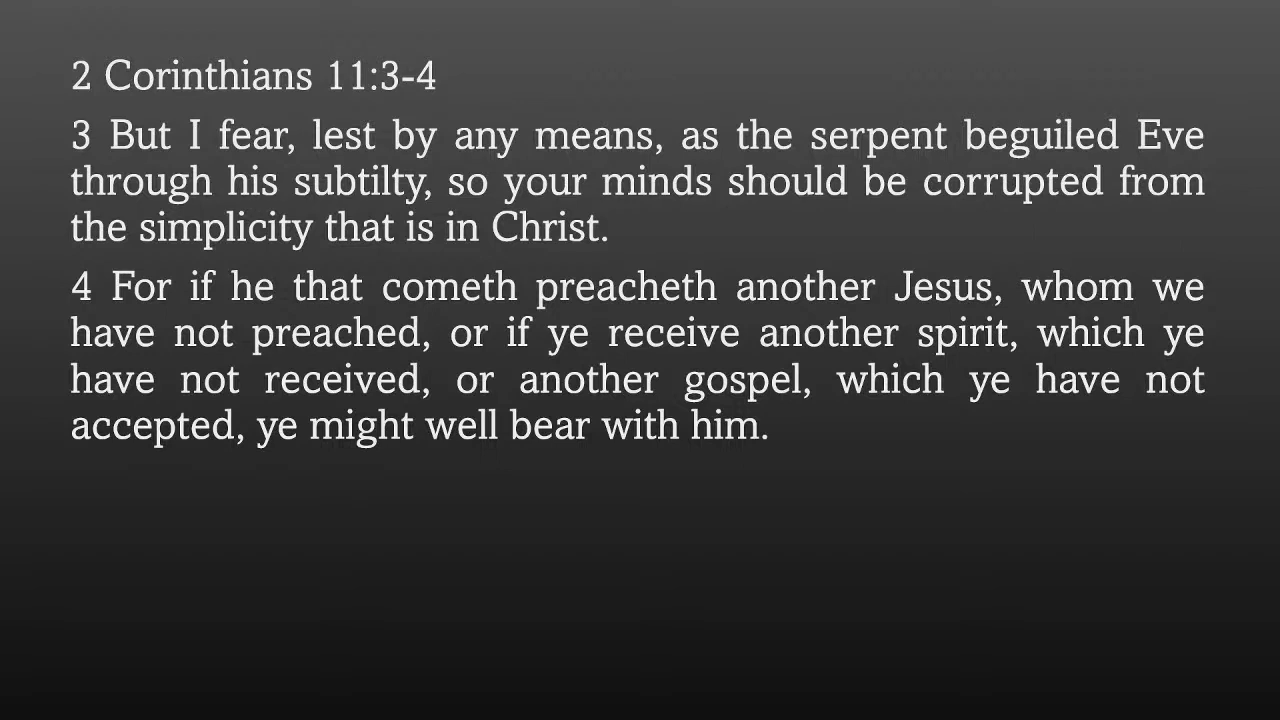 2 Corinthians 11:3-4
3 But I fear, lest by any means, as the serpent beguiled Eve
through his subtilty, so your minds should be corrupted from
the simplicity that is in Christ.
4 For if he that cometh preacheth another Jesus, whom we
have not preached, or if ye receive another spirit, which ye
have not received, or another gospel, which ye have not
accepted, ye might well bear with him.